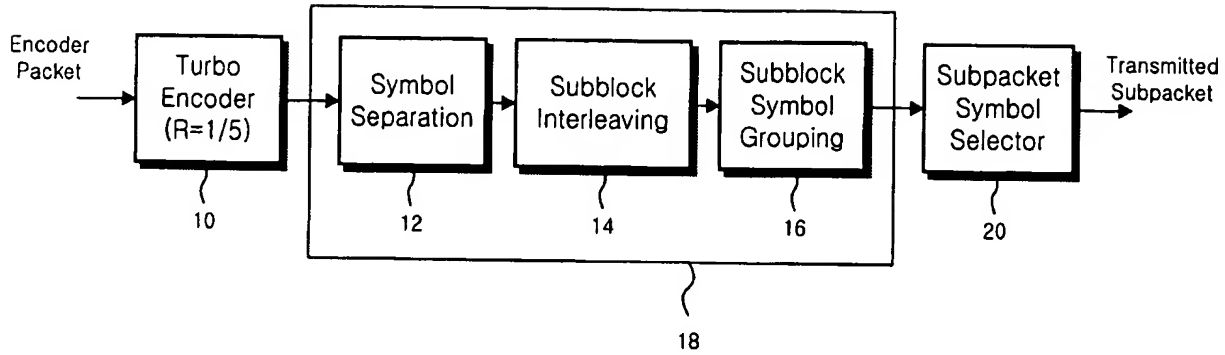 Encoder
Packet
Turbo
Encoder
(R=1/5)
Symbol
Separation
Subblock
Interleaving
Subblock
Symbol
Grouping
Subpacket
Symbol
Selector
Transmitted
Subpacket
10
12
14
16
20
18